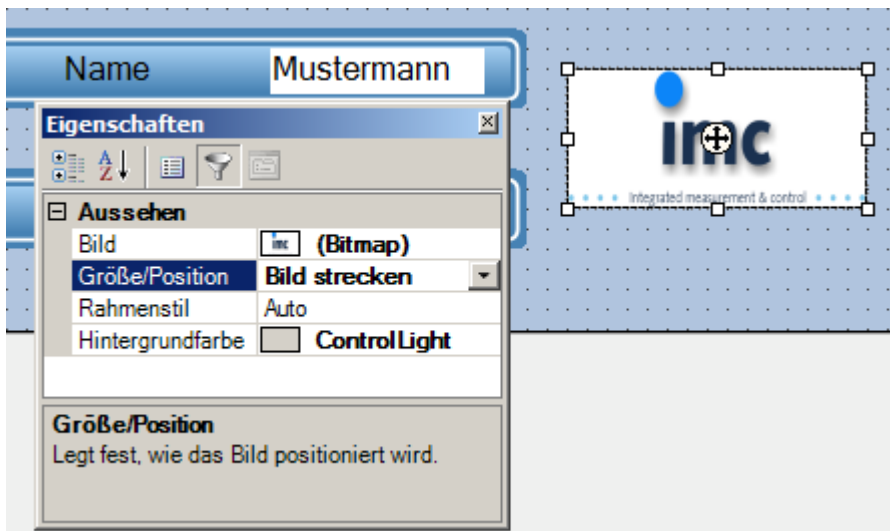 Name Mustermann
imc
integrated measurement & control
Eigenschaften
A
Z
Aussehen
Bild imc (Bitmap)
Größe/Position Bild strecken
Rahmenstil Auto
Hintergrundfarbe ControlLight
Größe/Position
Legt fest, wie das Bild positioniert wird.